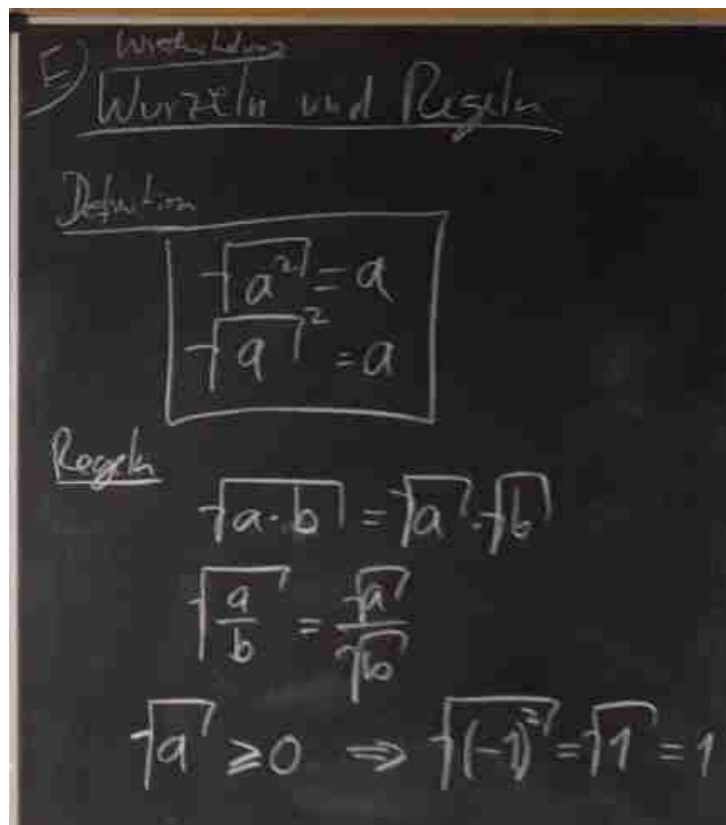 E) Wiederholung
Wurzeln und Regeln
Definition
√a² = a
√a² = a
Regeln
√a·b = √a·√b
√a/b = √a/√b
√a ≥ 0 ⇒ √(-1)² = √1 = 1